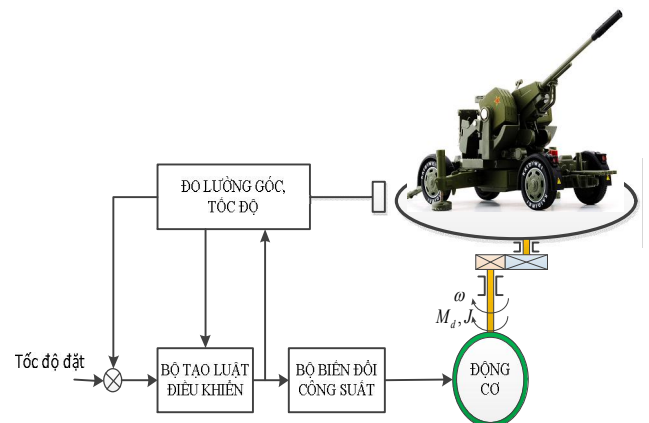 ĐO LƯỜNG GÓC,
TỐC ĐỘ
ω
M_d, J
Tốc độ đặt
BỘ TẠO LUẬT
ĐIỀU KHIỂN
BỘ BIẾN ĐỔI
CÔNG SUẤT
ĐỘNG
CƠ